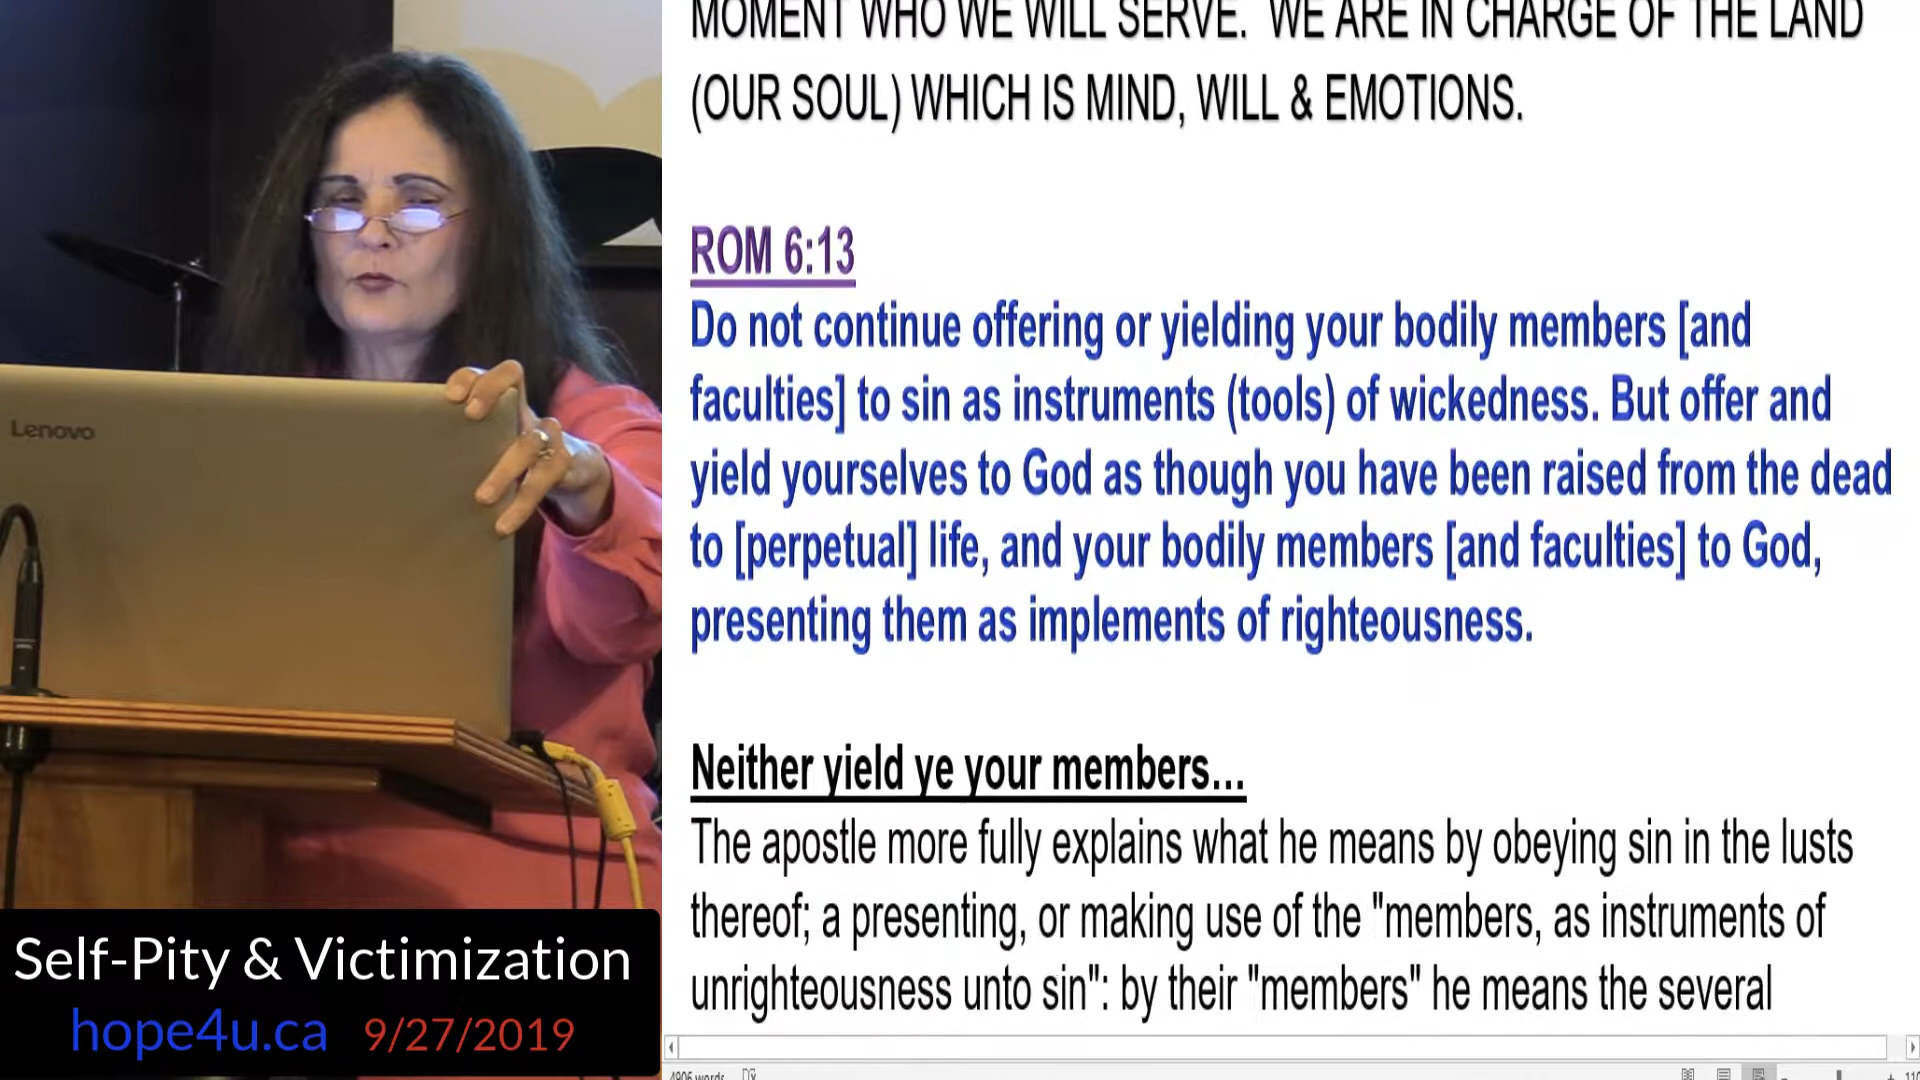 MOMENT WHO WE WILL SERVE. WE ARE IN CHARGE OF THE LAND
(OUR SOUL) WHICH IS MIND, WILL & EMOTIONS.
ROM 6:13
Do not continue offering or yielding your bodily members [and
faculties] to sin as instruments (tools) of wickedness. But offer and
yield yourselves to God as though you have been raised from the dead
to [perpetual] life, and your bodily members [and faculties] to God,
presenting them as implements of righteousness.
Neither yield ye your members...
The apostle more fully explains what he means by obeying sin in the lusts
thereof; a presenting, or making use of the "members, as instruments of
unrighteousness unto sin": by their "members" he means the several
Lenovo
Self-Pity & Victimization
hope4u.ca 9/27/2019
4906 words